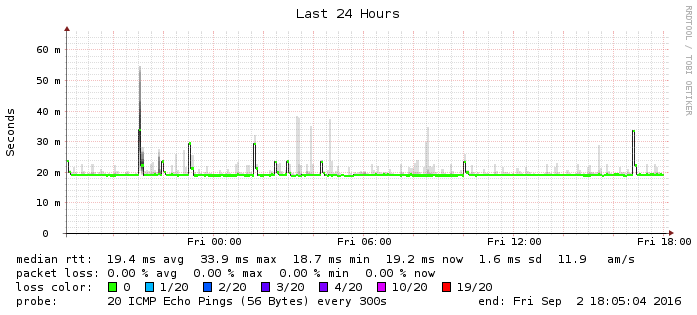 Last 24 Hours
RRDTOOL / TOBI OETIKER
Seconds
60 m
50 m
40 m
30 m
20 m
10 m
0
Fri 00:00 Fri 06:00 Fri 12:00 Fri 18:00
median rtt: 19.4 ms avg 33.9 ms max 18.7 ms min 19.2 ms now 1.6 ms sd 11.9 am/s
packet loss: 0.00 % avg 0.00 % max 0.00 % min 0.00 % now
loss color: 0 1/20 2/20 3/20 4/20 10/20 19/20
probe: 20 ICMP Echo Pings (56 Bytes) every 300s end: Fri Sep 2 18:05:04 2016